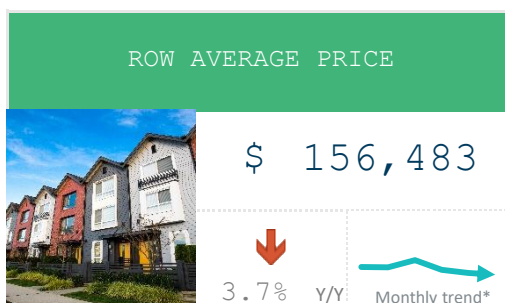 ROW AVERAGE PRICE
$ 156,483
3.7% Y/Y
Monthly trend*